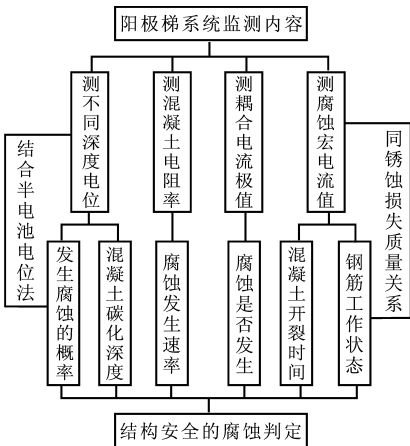 阳极梯系统监测内容
测不同深度电位
测混凝土电阻率
测耦合电流极值
测腐蚀宏电流值
结合半电池电位法
同锈蚀损失质量关系
发生腐蚀的概率
混凝土碳化深度
腐蚀发生速率
腐蚀是否发生
混凝土开裂时间
钢筋工作状态
结构安全的腐蚀判定